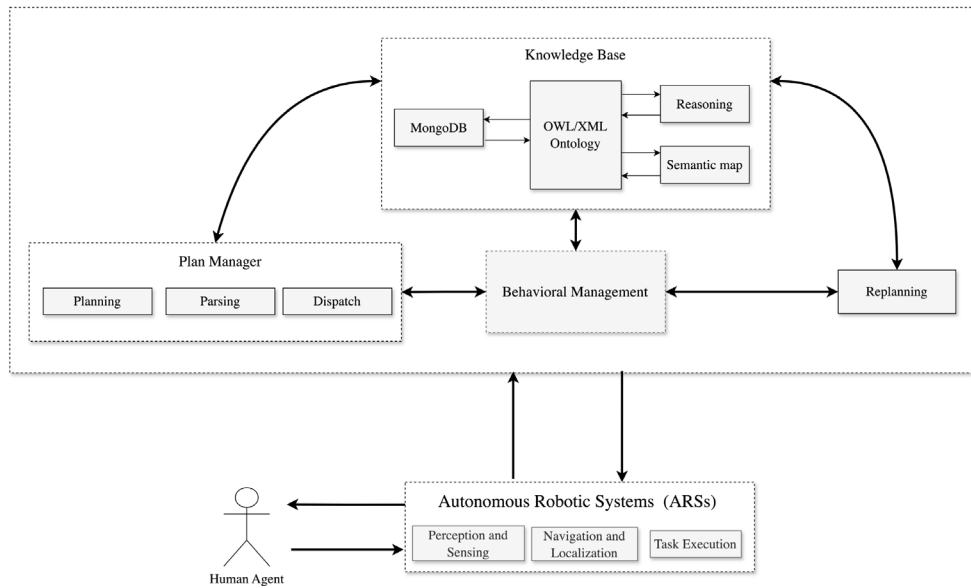 Knowledge Base
MongoDB
OWL/XML
Ontology
Reasoning
Semantic map
Plan Manager
Planning
Parsing
Dispatch
Behavioral Management
Replanning
Autonomous Robotic Systems (ARSs)
Perception and
Sensing
Navigation and
Localization
Task Execution
Human Agent